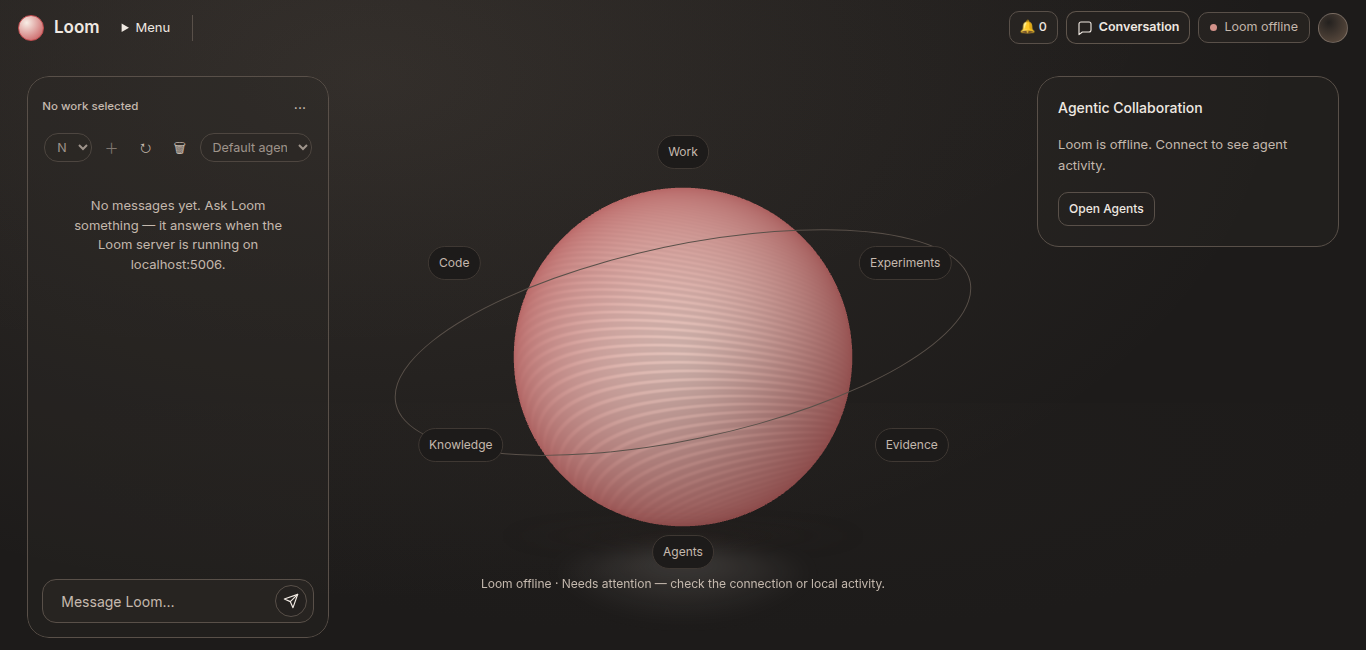 Loom
Menu
🔔 0
Conversation
Loom offline
No work selected
...
N
Default agen
No messages yet. Ask Loom
something — it answers when the
Loom server is running on
localhost:5006.
Message Loom...
Work
Code
Experiments
Knowledge
Evidence
Agents
Loom offline · Needs attention — check the connection or local activity.
Agentic Collaboration
Loom is offline. Connect to see agent
activity.
Open Agents